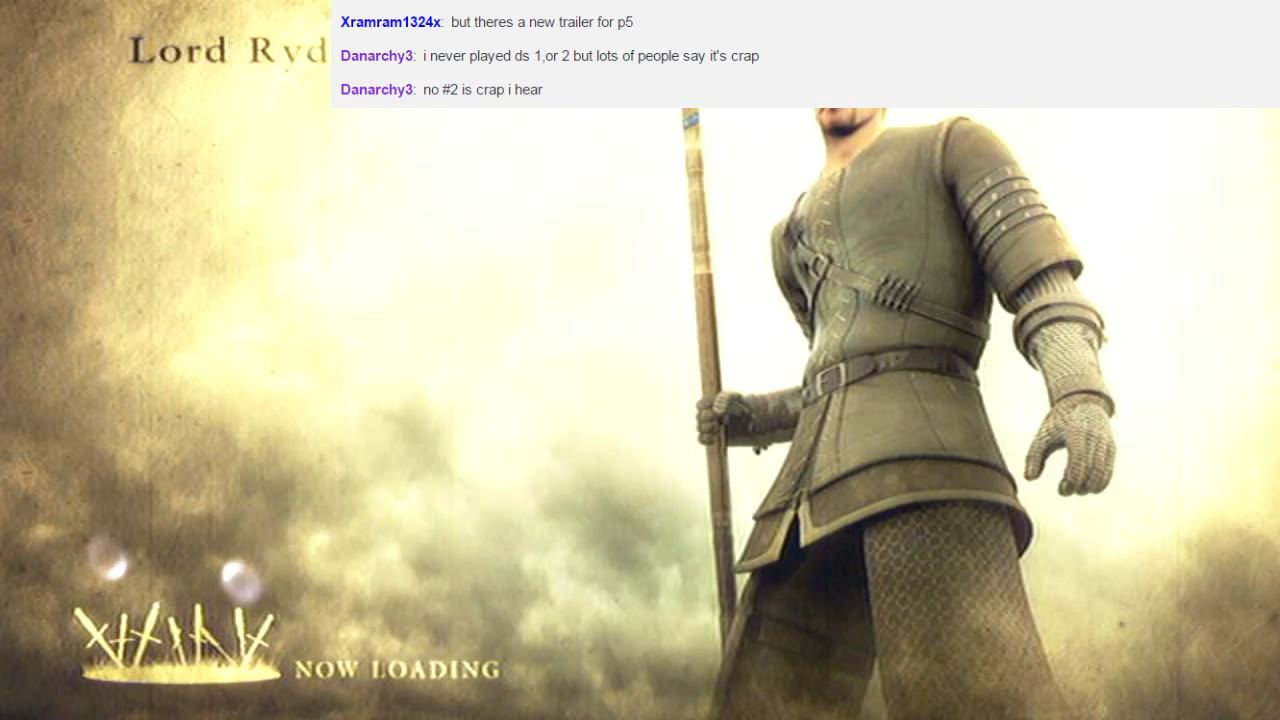 Xramram1324x: but theres a new trailer for p5
Lord Ryd
Danarchy3: i never played ds 1,or 2 but lots of people say it's crap
Danarchy3: no #2 is crap i hear
NOW LOADING